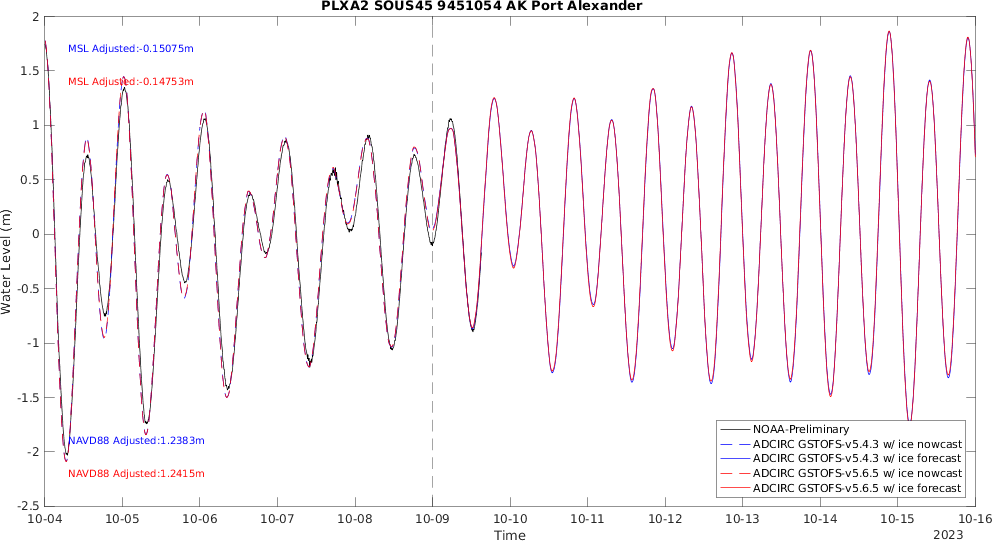 PLXA2 SOUS45 9451054 AK Port Alexander
MSL Adjusted:-0.15075m
MSL Adjusted:-0.14753m
NAVD88 Adjusted:1.2383m
NAVD88 Adjusted:1.2415m
Water Level (m)
2
1.5
1
0.5
0
-0.5
-1
-1.5
-2
-2.5
NOAA-Preliminary
ADCIRC GSTOFS-v5.4.3 w/ ice nowcast
ADCIRC GSTOFS-v5.4.3 w/ ice forecast
ADCIRC GSTOFS-v5.6.5 w/ ice nowcast
ADCIRC GSTOFS-v5.6.5 w/ ice forecast
10-04 10-05 10-06 10-07 10-08 10-09 10-10 10-11 10-12 10-13 10-14 10-15 10-16
Time
2023